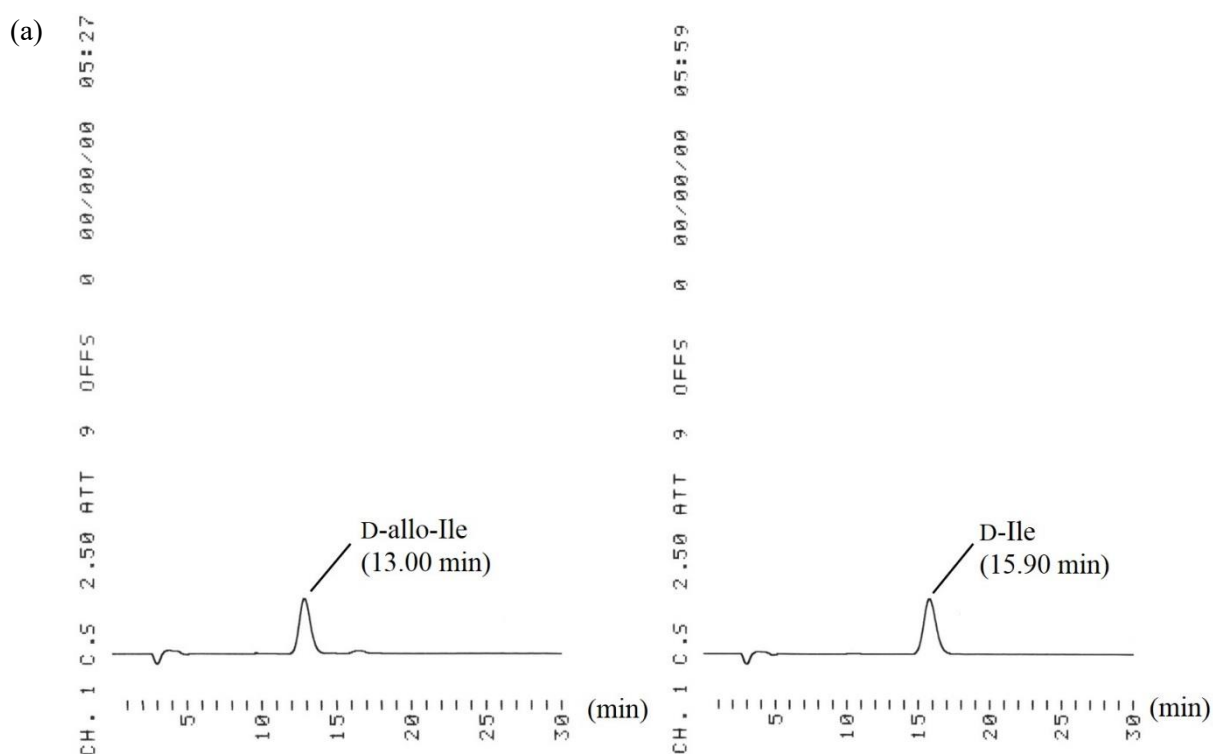 (a)
CH. 1 C.S 2.50 ATT 9 OFFS 0 00/00/00 05:27
D-allo-Ile
(13.00 min)
5 10 15 20 25 30 (min)
CH. 1 C.S 2.50 ATT 9 OFFS 0 00/00/00 05:59
D-Ile
(15.90 min)
5 10 15 20 25 30 (min)